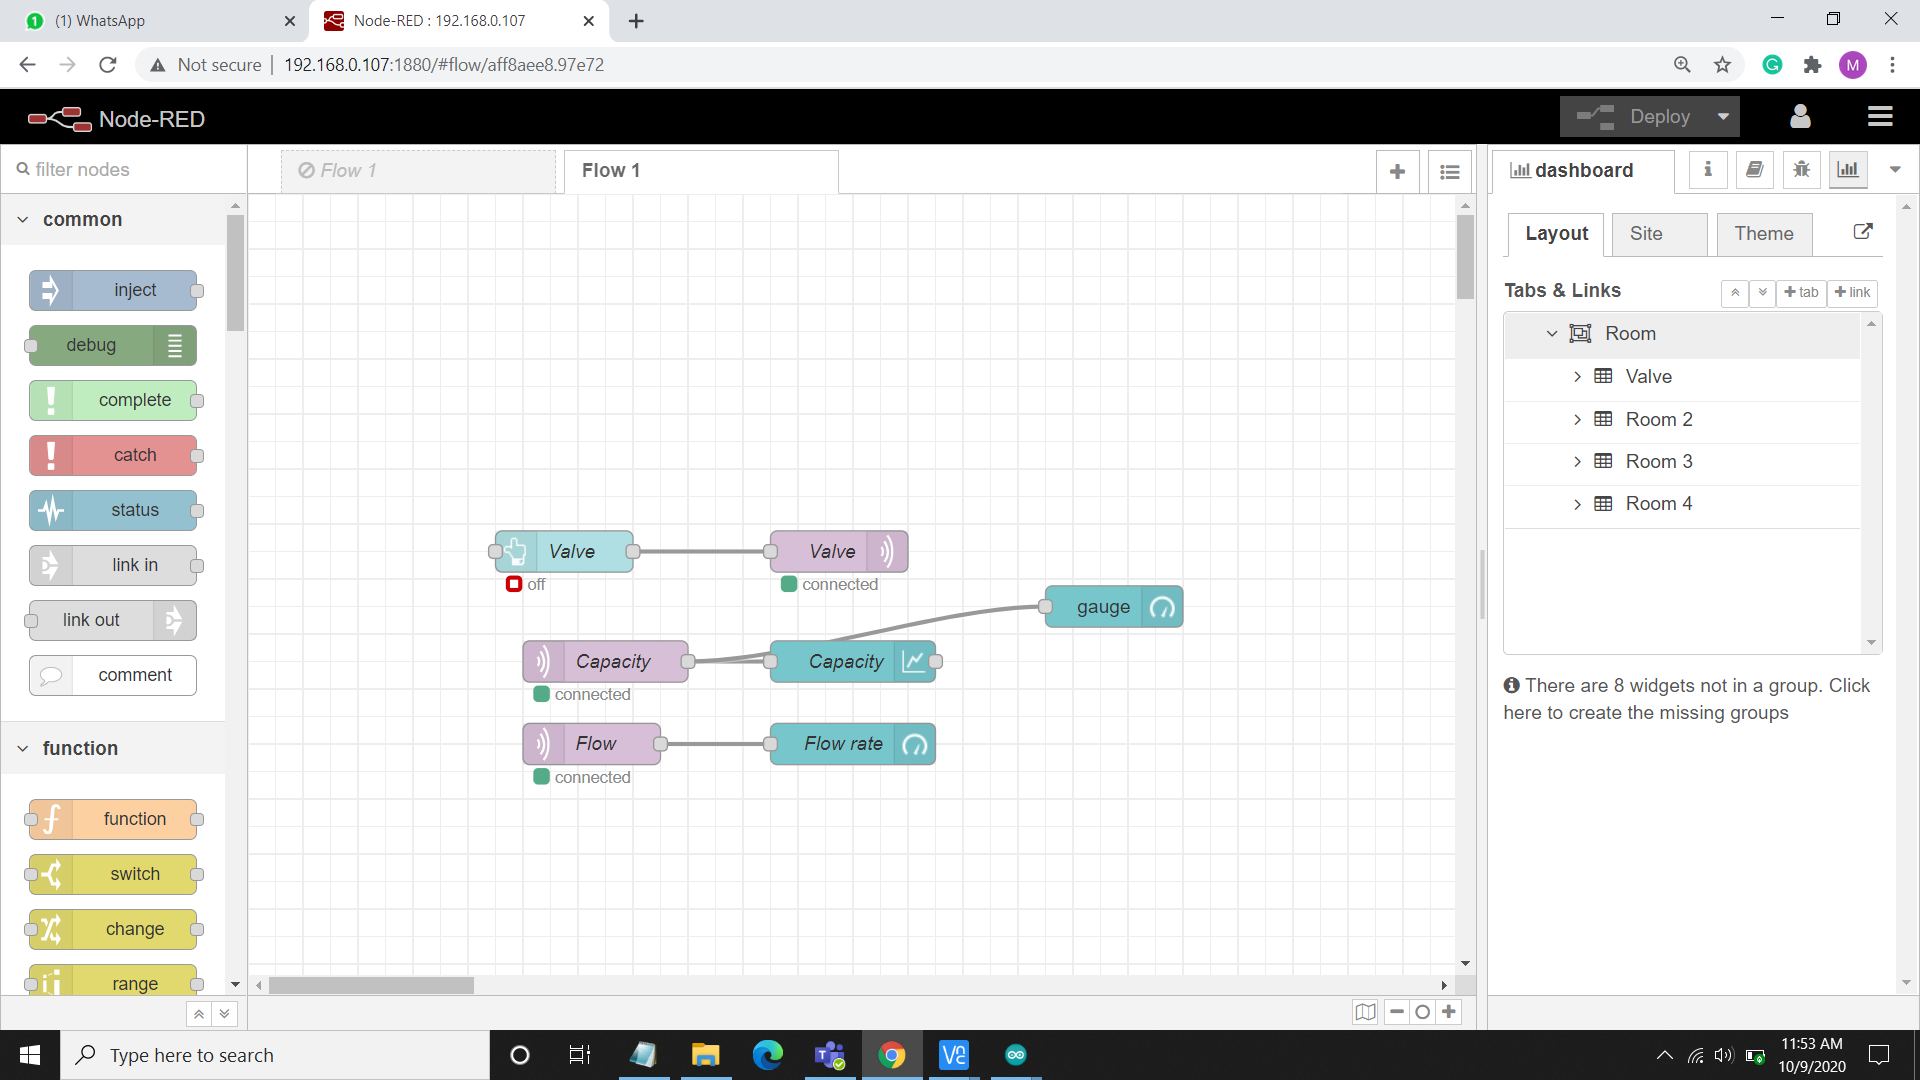 (1) WhatsApp
Node-RED : 192.168.0.107
Not secure
192.168.0.107:1880/#flow/aff8aee8.97e72
M
Node-RED
Deploy
filter nodes
Flow 1
Flow 1
dashboard
common
inject
debug
complete
catch
status
link in
link out
comment
function
function
switch
change
range
Valve
off
Valve
connected
gauge
Capacity
connected
Capacity
Flow
connected
Flow rate
Layout
Site
Theme
Tabs & Links
tab
link
Room
Valve
Room 2
Room 3
Room 4
There are 8 widgets not in a group. Click
here to create the missing groups
Type here to search
11:53 AM
10/9/2020